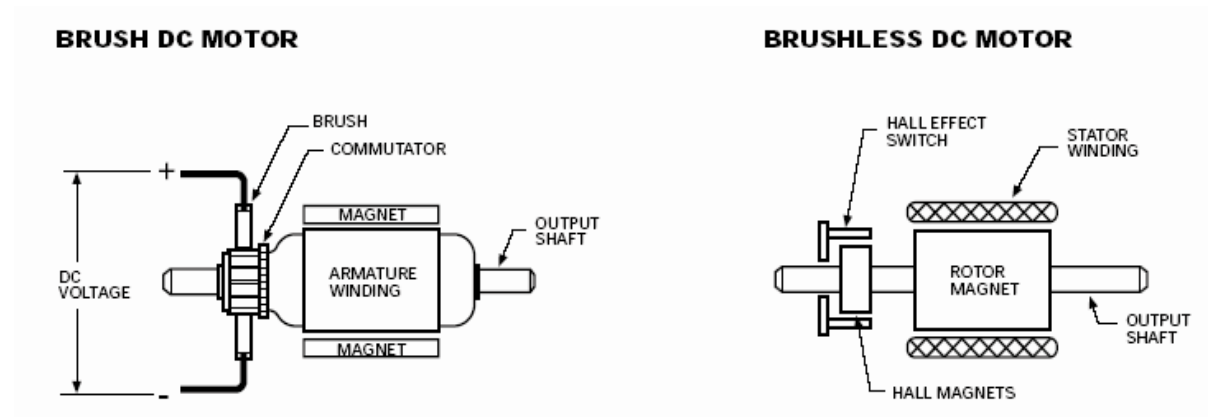 BRUSH DC MOTOR
BRUSH
COMMUTATOR
+
MAGNET
OUTPUT
SHAFT
DC
VOLTAGE
ARMATURE
WINDING
MAGNET
-
BRUSHLESS DC MOTOR
HALL EFFECT
SWITCH
STATOR
WINDING
ROTOR
MAGNET
OUTPUT
SHAFT
HALL MAGNETS